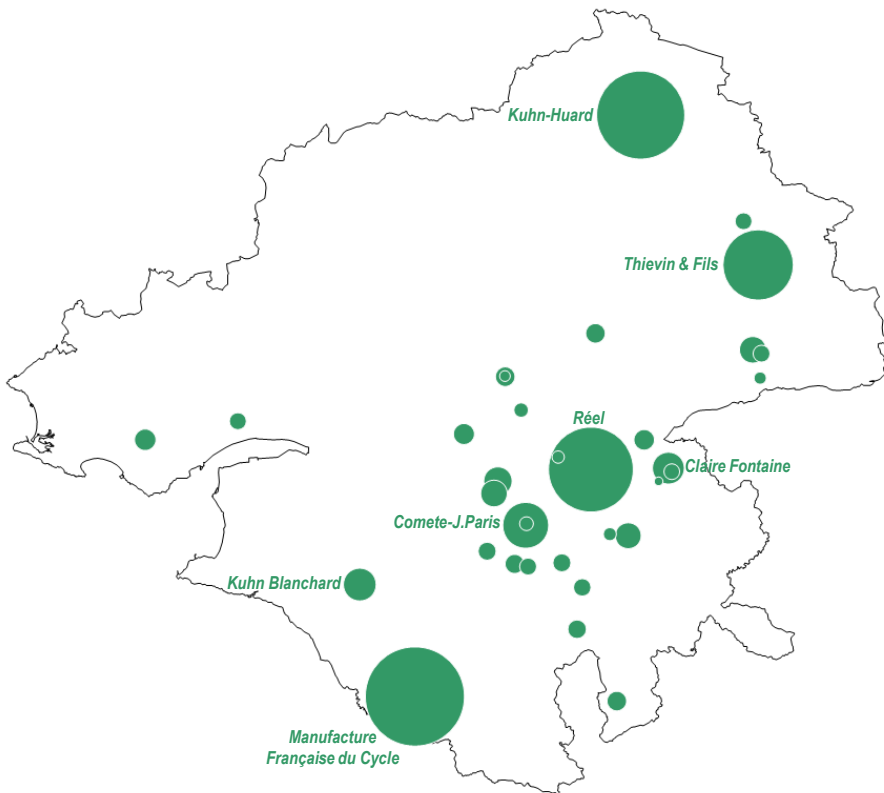 Kuhn-Huard
Thievin & Fils
Réel
Claire Fontaine
Comete-J.Paris
Kuhn Blanchard
Manufacture
Française du Cycle